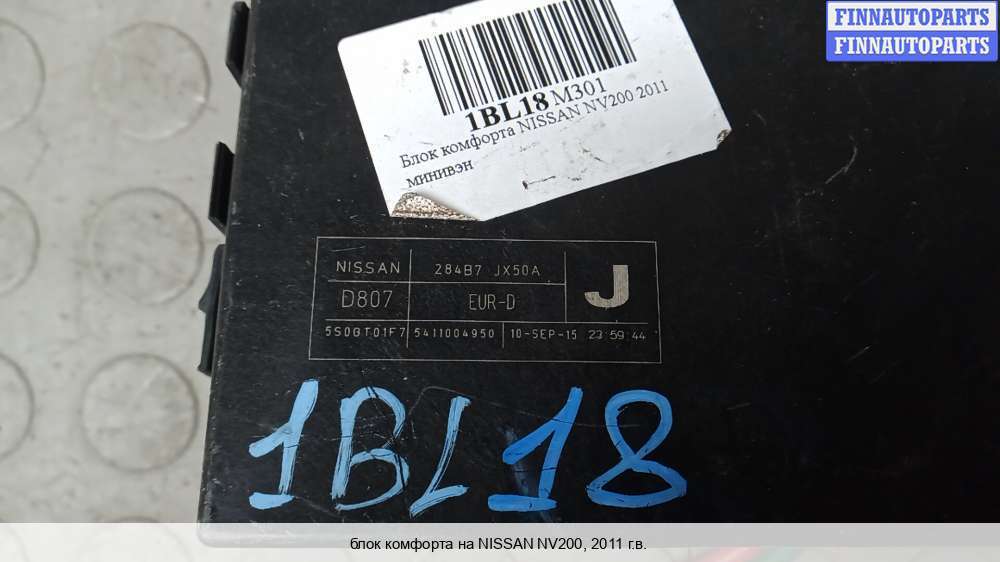 FINNAUTOPARTS
FINNAUTOPARTS
1BL18 M301
Блок комфорта NISSAN NV200 2011
минивэн
NISSAN 284B7 JX50A
J
D807 EUR-D
5S0GT01F7 5411004950 10-SEP-15 23:59:44
1BL18
блок комфорта на NISSAN NV200, 2011 г.в.